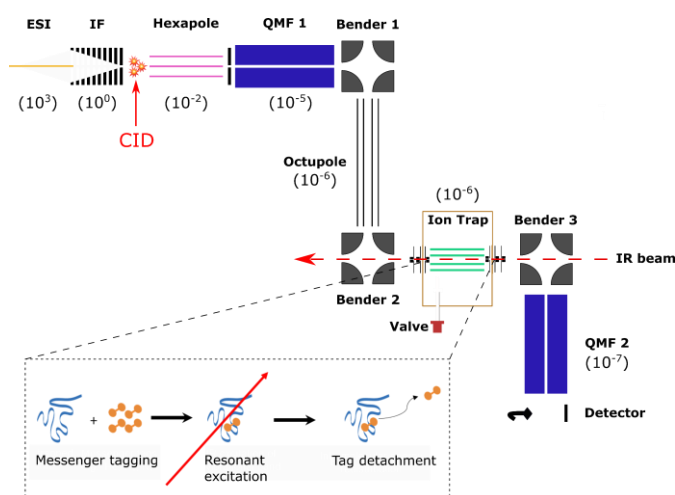 ESI IF Hexapole QMF 1 Bender 1
(10³) (10⁰) (10⁻²) (10⁻⁵)
CID
Octupole
(10⁻⁶)
(10⁻⁶)
Ion Trap
Bender 3
IR beam
Bender 2
Valve
QMF 2
(10⁻⁷)
Detector
+
Messenger tagging
Resonant
excitation
Tag detachment